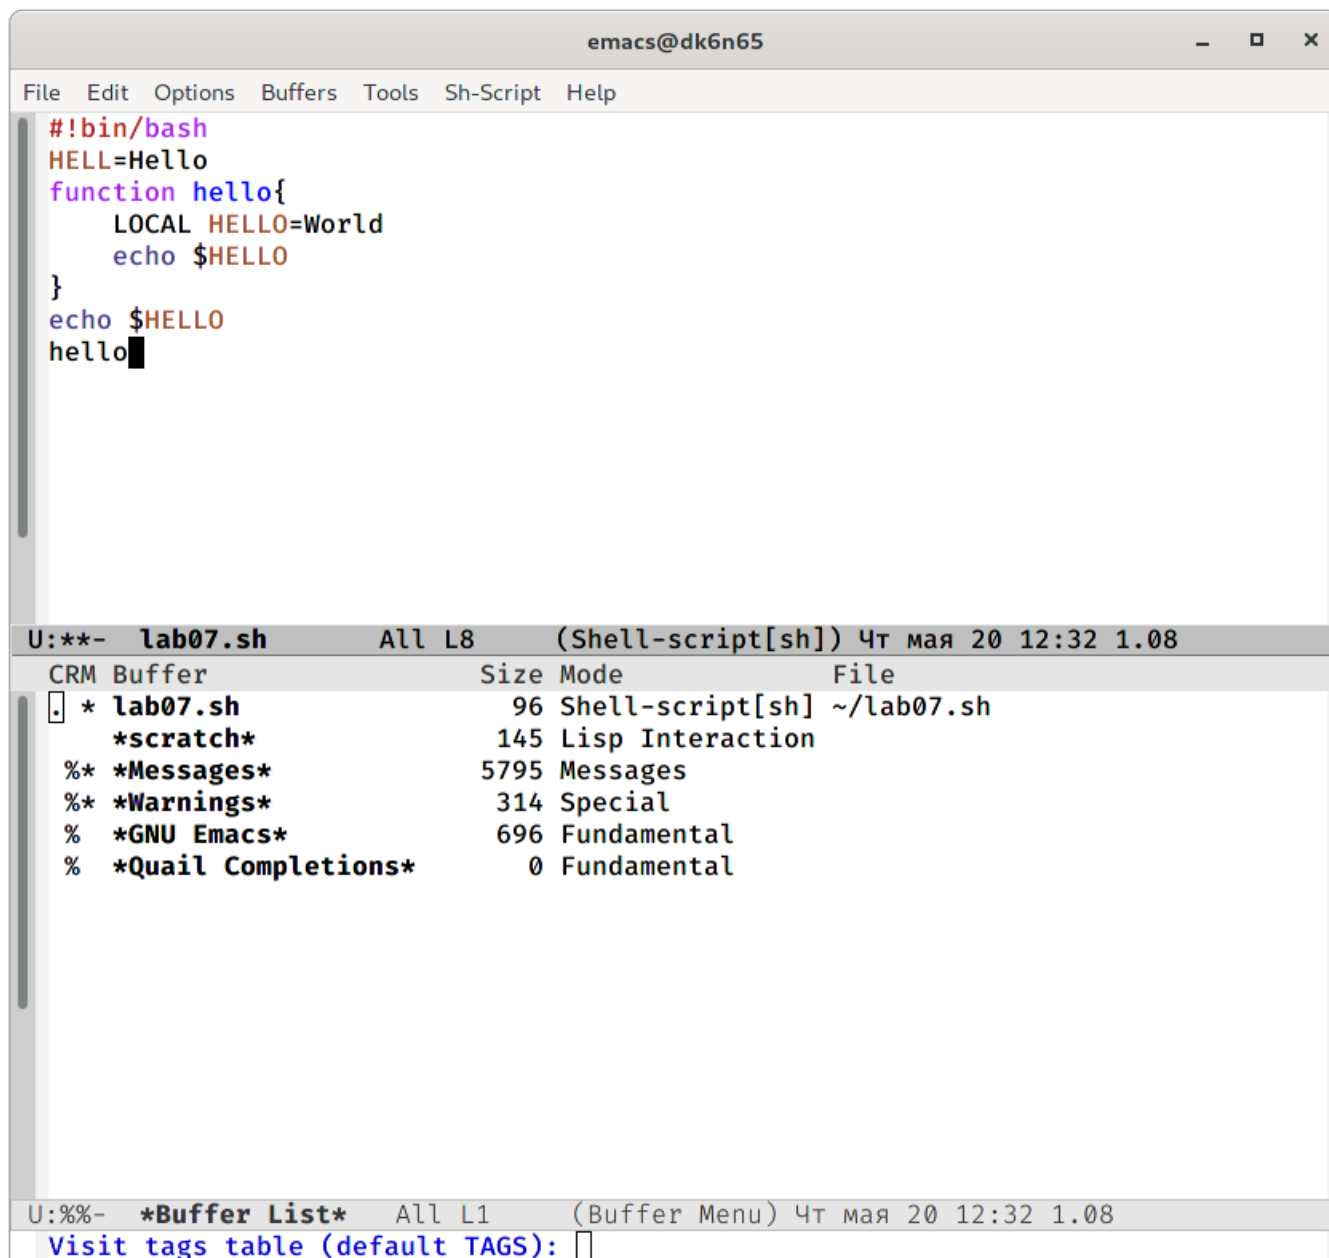 emacs@dk6n65
File Edit Options Buffers Tools Sh-Script Help
#!bin/bash
HELL=Hello
function hello{
    LOCAL HELLO=World
    echo $HELLO
}
echo $HELLO
hello
U:**-  lab07.sh       All L8     (Shell-script[sh]) Чт мая 20 12:32 1.08
CRM Buffer                 Size Mode             File
. * lab07.sh                 96 Shell-script[sh] ~/lab07.sh
    *scratch*               145 Lisp Interaction
 %* *Messages*             5795 Messages
 %* *Warnings*              314 Special
 %  *GNU Emacs*             696 Fundamental
 %  *Quail Completions*       0 Fundamental
U:%%-  *Buffer List*   All L1     (Buffer Menu) Чт мая 20 12:32 1.08
Visit tags table (default TAGS):